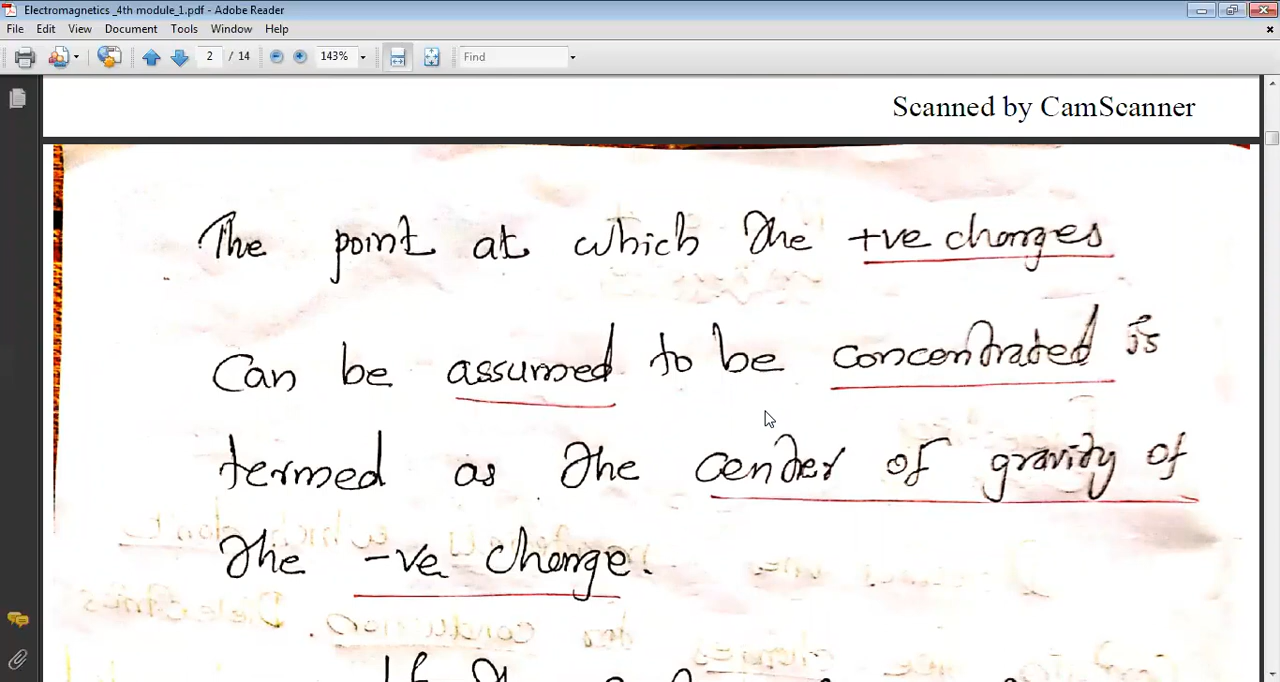 Electromagnetics _4th-module_1.pdf - Adobe Reader
File Edit View Document Tools Window Help
2 / 14 143% Find
Scanned by CamScanner
The point at which the +ve charges
Can be assumed to be concentrated is
termed as the center of gravity of
the -ve charge.
If the